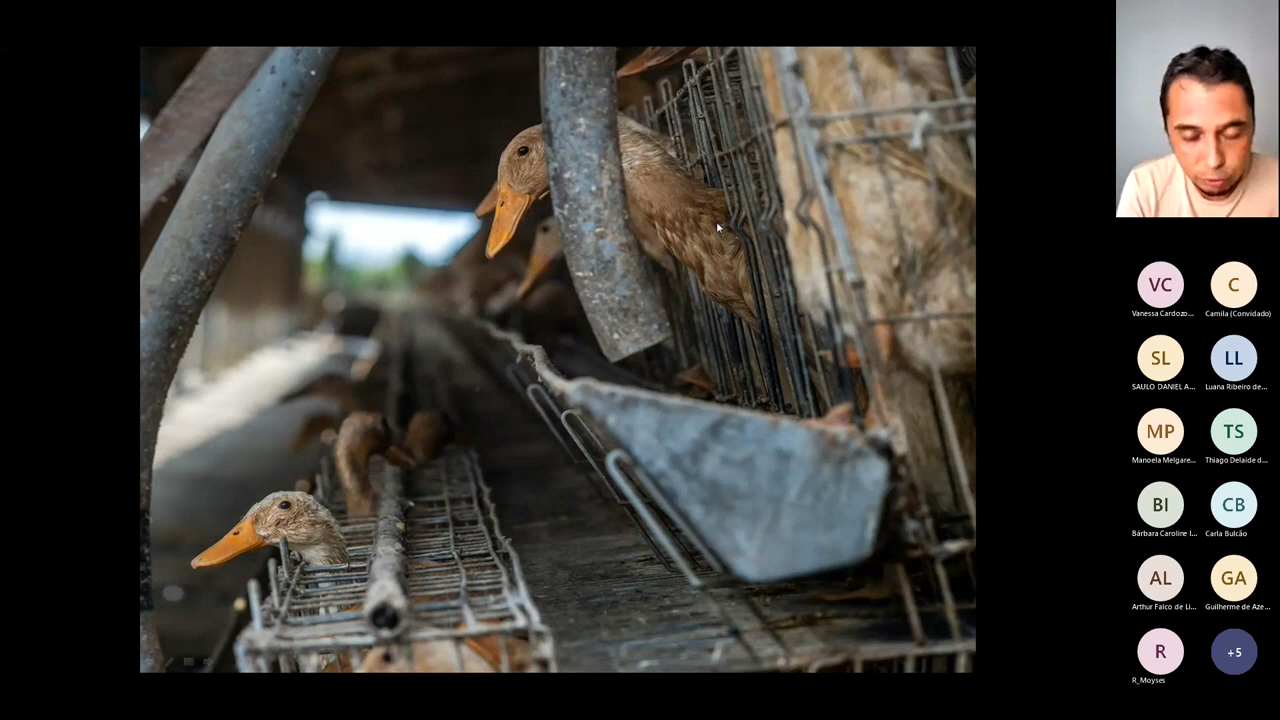 VC
C
Vanessa Cardozo...
Camila (Convidado)
SL
LL
SAULO DANIEL A...
Luana Ribeiro de...
MP
TS
Manoela Melgare...
Thiago Delaide d...
BI
CB
Bárbara Caroline I...
Carla Bulcão
AL
GA
Arthur Falco de Li...
Guilherme de Aze...
R
+5
R_Moyses